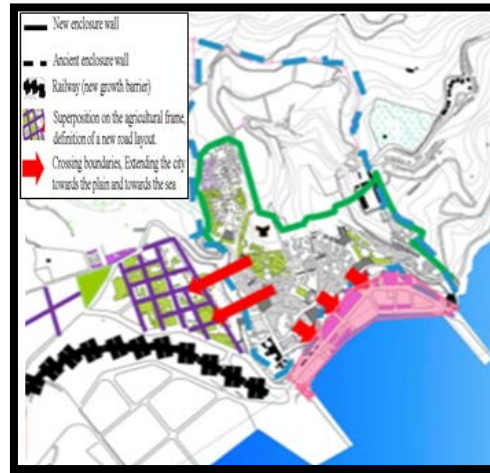 New enclosure wall
Ancient enclosure wall
Railway (new growth barrier)
Superposition on the agricultural frame,
definition of a new road layout.
Crossing boundaries, Extending the city
towards the plain and towards the sea